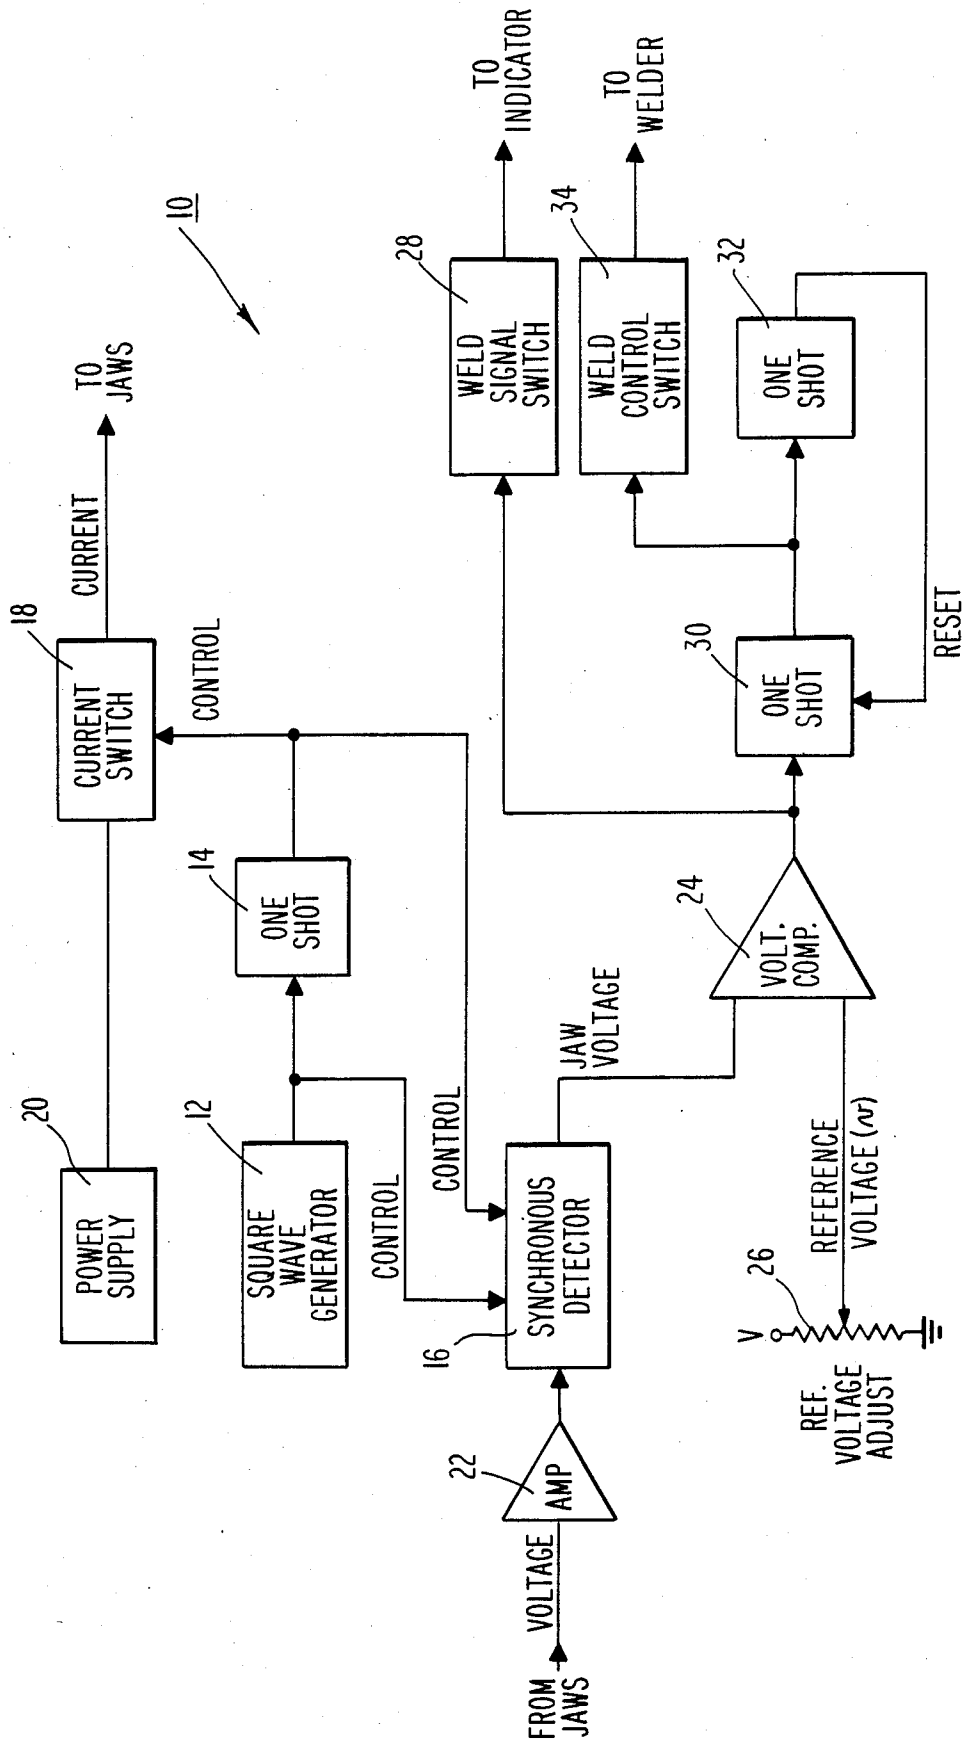 10
20
POWER
SUPPLY
18
CURRENT
SWITCH
CURRENT
TO
JAWS
CONTROL
12
SQUARE
WAVE
GENERATOR
14
ONE
SHOT
CONTROL
CONTROL
FROM
JAWS
VOLTAGE
22
AMP
16
SYNCHRONOUS
DETECTOR
JAW
VOLTAGE
V
26
REF.
VOLTAGE
ADJUST
REFERENCE
VOLTAGE (v)
24
VOLT.
COMP.
28
WELD
SIGNAL
SWITCH
TO
INDICATOR
34
WELD
CONTROL
SWITCH
TO
WELDER
30
ONE
SHOT
32
ONE
SHOT
RESET